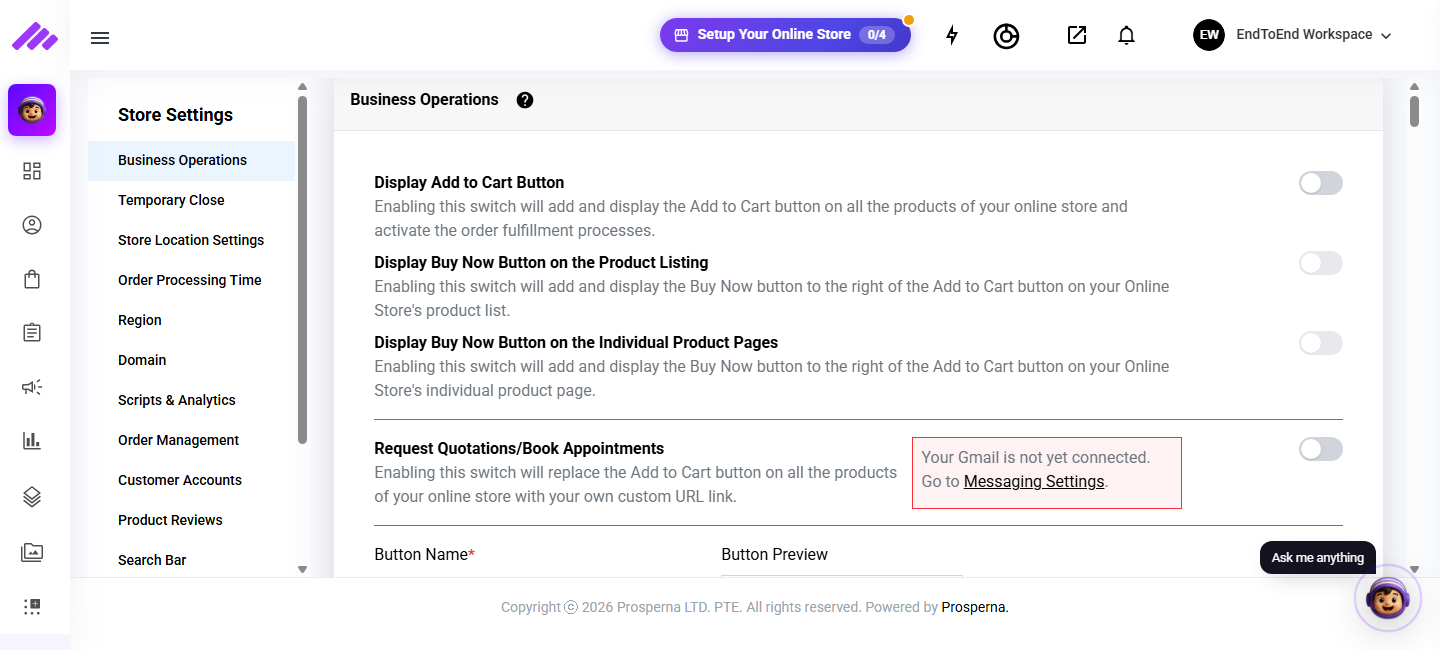 Setup Your Online Store 0/4
EW EndToEnd Workspace
Store Settings
Business Operations
Temporary Close
Store Location Settings
Order Processing Time
Region
Domain
Scripts & Analytics
Order Management
Customer Accounts
Product Reviews
Search Bar
Business Operations ?
Display Add to Cart Button
Enabling this switch will add and display the Add to Cart button on all the products of your online store and
activate the order fulfillment processes.
Display Buy Now Button on the Product Listing
Enabling this switch will add and display the Buy Now button to the right of the Add to Cart button on your Online
Store's product list.
Display Buy Now Button on the Individual Product Pages
Enabling this switch will add and display the Buy Now button to the right of the Add to Cart button on your Online
Store's individual product page.
Request Quotations/Book Appointments
Enabling this switch will replace the Add to Cart button on all the products
of your online store with your own custom URL link.
Your Gmail is not yet connected.
Go to Messaging Settings.
Button Name*
Button Preview
Ask me anything
Copyright © 2026 Prosperna LTD. PTE. All rights reserved. Powered by Prosperna.